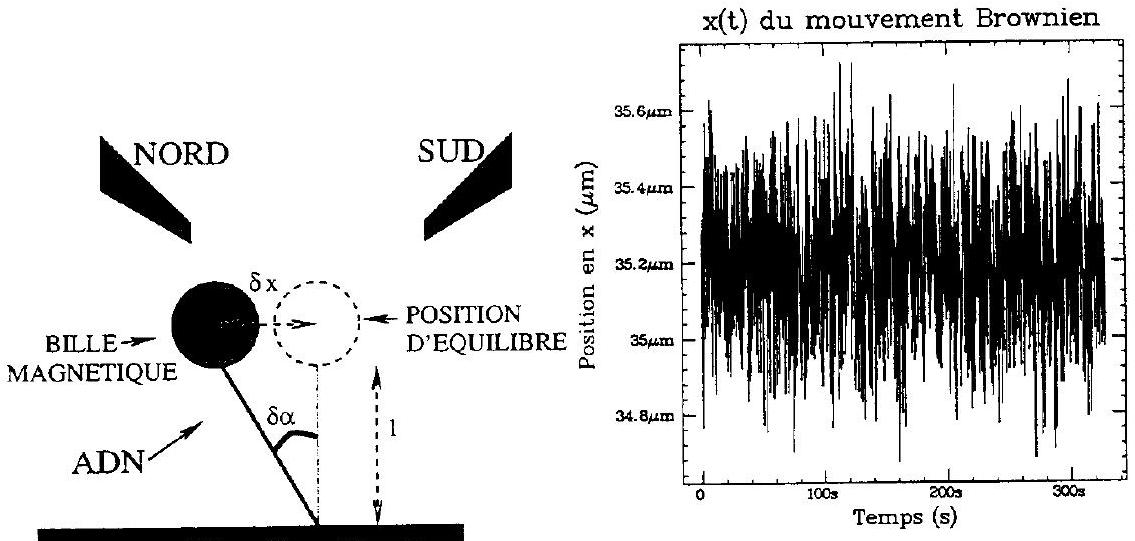 NORD
SUD
δx
BILLE
MAGNETIQUE
POSITION
D'EQUILIBRE
δα
l
ADN
x(t) du mouvement Brownien
Position en x (μm)
35.6μm
35.4μm
35.2μm
35μm
34.8μm
0
100s
200s
300s
Temps (s)